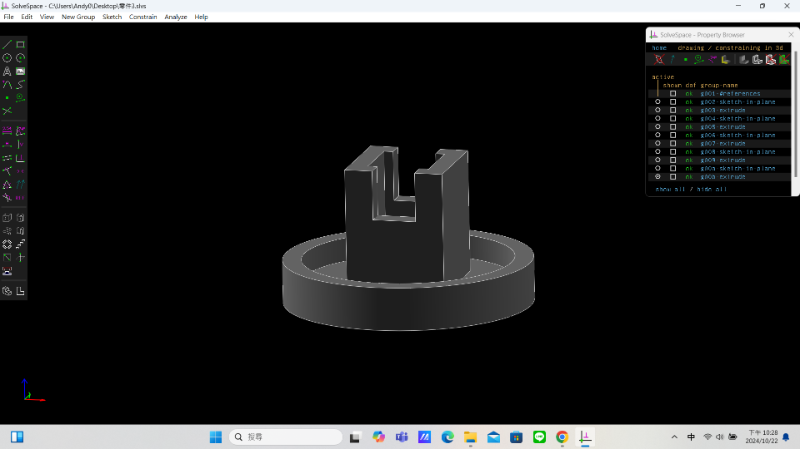 SolveSpace - C:\Users\Andy0\Desktop\零件3.slvs
File Edit View New Group Sketch Constrain Analyze Help
SolveSpace - Property Browser
home drawing / constraining in 3d
active
shown dof group-name
g001-#references
ok g002-sketch-in-plane
ok g003-extrude
ok g004-sketch-in-plane
ok g005-extrude
ok g006-sketch-in-plane
ok g007-extrude
ok g008-sketch-in-plane
ok g009-extrude
ok g00a-sketch-in-plane
ok g00b-extrude
show all / hide all
搜尋
中
下午 10:28
2024/10/22